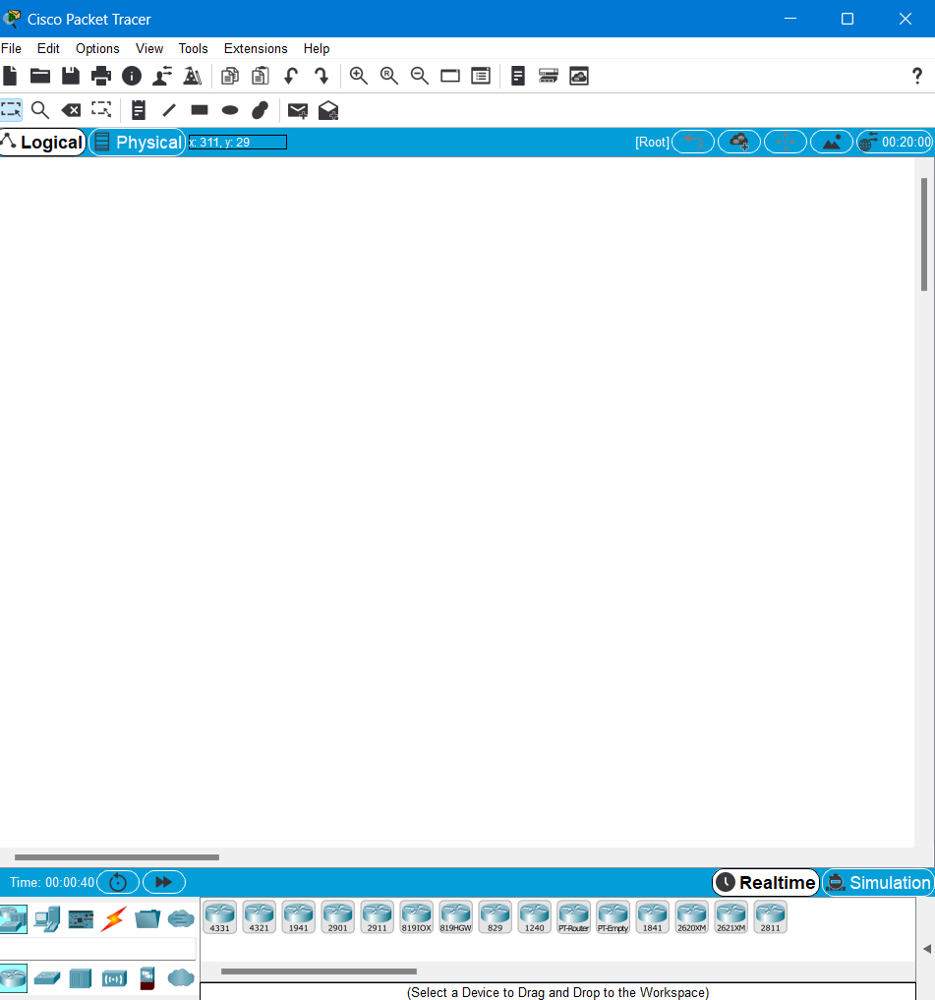 Cisco Packet Tracer
File Edit Options View Tools Extensions Help
Logical Physical x: 311, y: 29 [Root] 00:20:00
Time: 00:00:40 Realtime Simulation
4331 4321 1941 2901 2911 819IOX 819HGW 829 1240 PT-Router PT-Empty 1841 2620XM 2621XM 2811
(Select a Device to Drag and Drop to the Workspace)